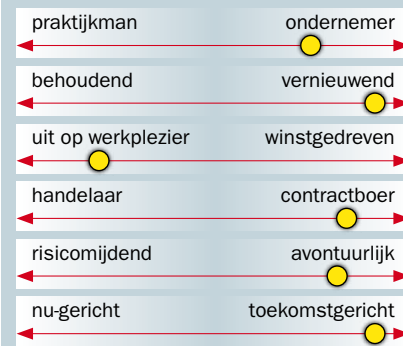 praktijkman ondernemer
behoudend vernieuwend
uit op werkplezier winstgedreven
handelaar contractboer
risicomijdend avontuurlijk
nu-gericht toekomstgericht